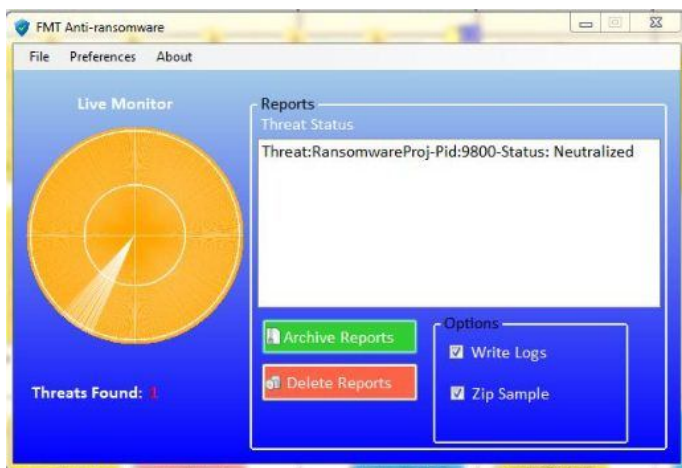 FMT Anti-ransomware
File Preferences About
Live Monitor
Reports
Threat Status
Threat:RansomwareProj-Pid:9800-Status: Neutralized
Archive Reports
Delete Reports
Options
Write Logs
Zip Sample
Threats Found: 1